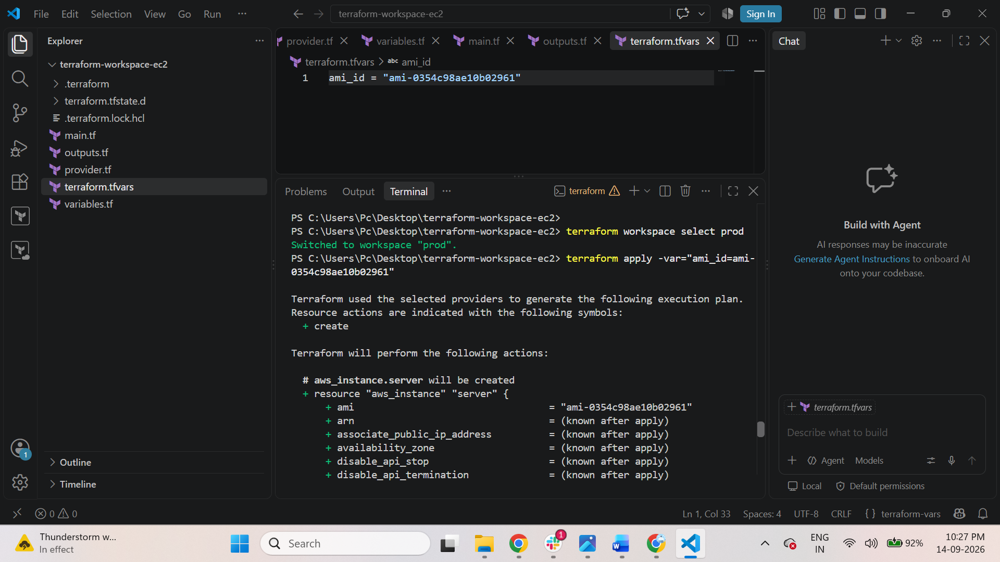 File Edit Selection View Go Run ···
terraform-workspace-ec2
Sign In
Explorer
terraform-workspace-ec2
.terraform
terraform.tfstate.d
.terraform.lock.hcl
main.tf
outputs.tf
provider.tf
terraform.tfvars
variables.tf
Outline
Timeline
provider.tf variables.tf main.tf outputs.tf terraform.tfvars
terraform.tfvars > abc ami_id
1 ami_id = "ami-0354c98ae10b02961"
Problems Output Terminal ···
terraform
PS C:\Users\Pc\Desktop\terraform-workspace-ec2>
PS C:\Users\Pc\Desktop\terraform-workspace-ec2> terraform workspace select prod
Switched to workspace "prod".
PS C:\Users\Pc\Desktop\terraform-workspace-ec2> terraform apply -var="ami_id=ami-
0354c98ae10b02961"
Terraform used the selected providers to generate the following execution plan.
Resource actions are indicated with the following symbols:
+ create
Terraform will perform the following actions:
# aws_instance.server will be created
+ resource "aws_instance" "server" {
+ ami = "ami-0354c98ae10b02961"
+ arn = (known after apply)
+ associate_public_ip_address = (known after apply)
+ availability_zone = (known after apply)
+ disable_api_stop = (known after apply)
+ disable_api_termination = (known after apply)
Chat
Build with Agent
AI responses may be inaccurate
Generate Agent Instructions to onboard AI
onto your codebase.
terraform.tfvars
Describe what to build
Agent Models
Local Default permissions
1
0 0
Ln 1, Col 33 Spaces: 4 UTF-8 CRLF { } terraform-vars
Thunderstorm w...
In effect
Search
1
ENG
IN
92%
10:27 PM
14-09-2026